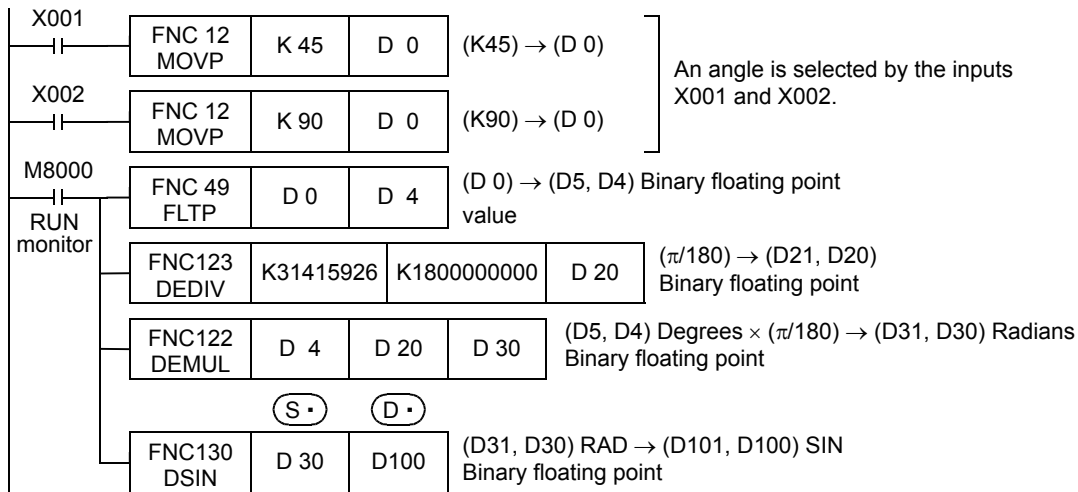 X001
FNC 12 MOVP K 45 D 0 (K45) → (D 0)
An angle is selected by the inputs
X001 and X002.
X002
FNC 12 MOVP K 90 D 0 (K90) → (D 0)
M8000
RUN
monitor
FNC 49 FLTP D 0 D 4 (D 0) → (D5, D4) Binary floating point
value
FNC123 DEDIV K31415926 K1800000000 D 20 (π/180) → (D21, D20)
Binary floating point
FNC122 DEMUL D 4 D 20 D 30 (D5, D4) Degrees × (π/180) → (D31, D30) Radians
Binary floating point
S · D ·
FNC130 DSIN D 30 D100 (D31, D30) RAD → (D101, D100) SIN
Binary floating point